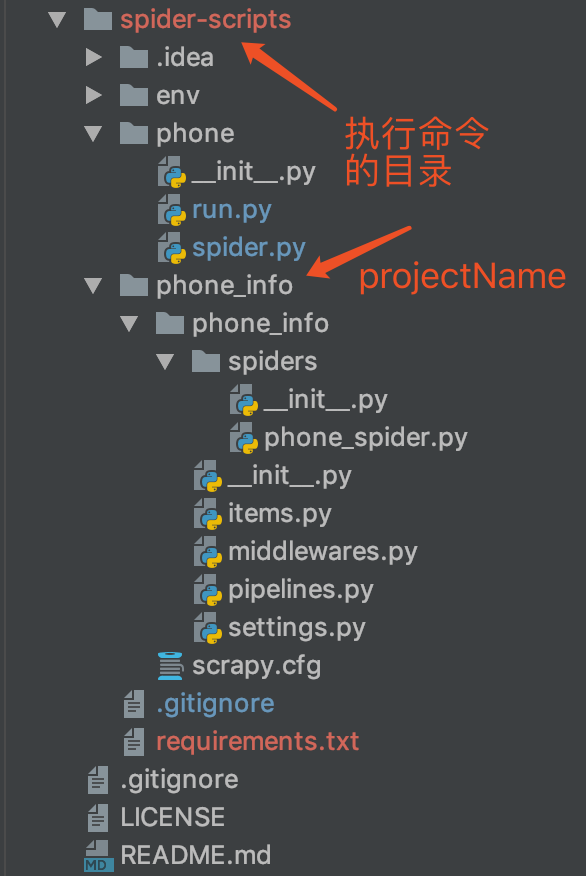 spider-scripts
.idea
env
phone
执行命令
的目录
__init__.py
run.py
spider.py
phone_info
projectName
phone_info
spiders
__init__.py
phone_spider.py
__init__.py
items.py
middlewares.py
pipelines.py
settings.py
scrapy.cfg
.gitignore
requirements.txt
.gitignore
LICENSE
MD
README.md